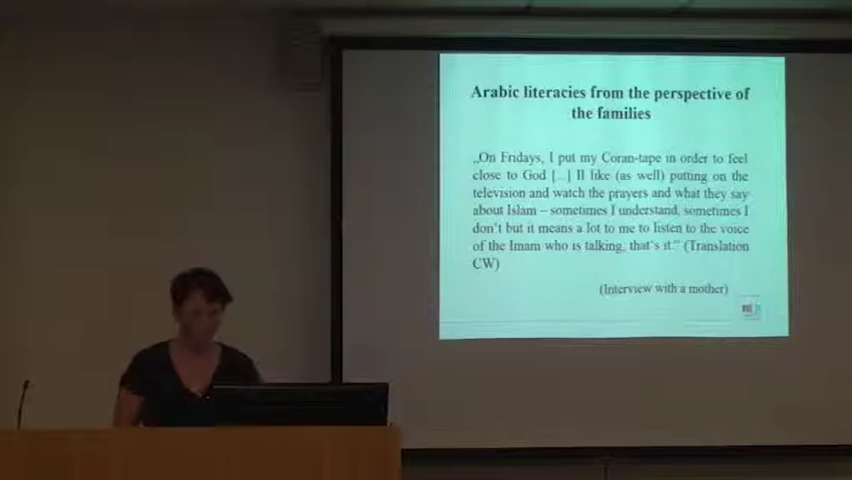 Arabic literacies from the perspective of
the families
„On Fridays, I put my Coran-tape in order to feel
close to God [...] Il like (as well) putting on the
television and watch the prayers and what they say
about Islam – sometimes I understand, sometimes I
don't but it means a lot to me to listen to the voice
of the Imam who is talking, that's it." (Translation
CW)
(Interview with a mother)